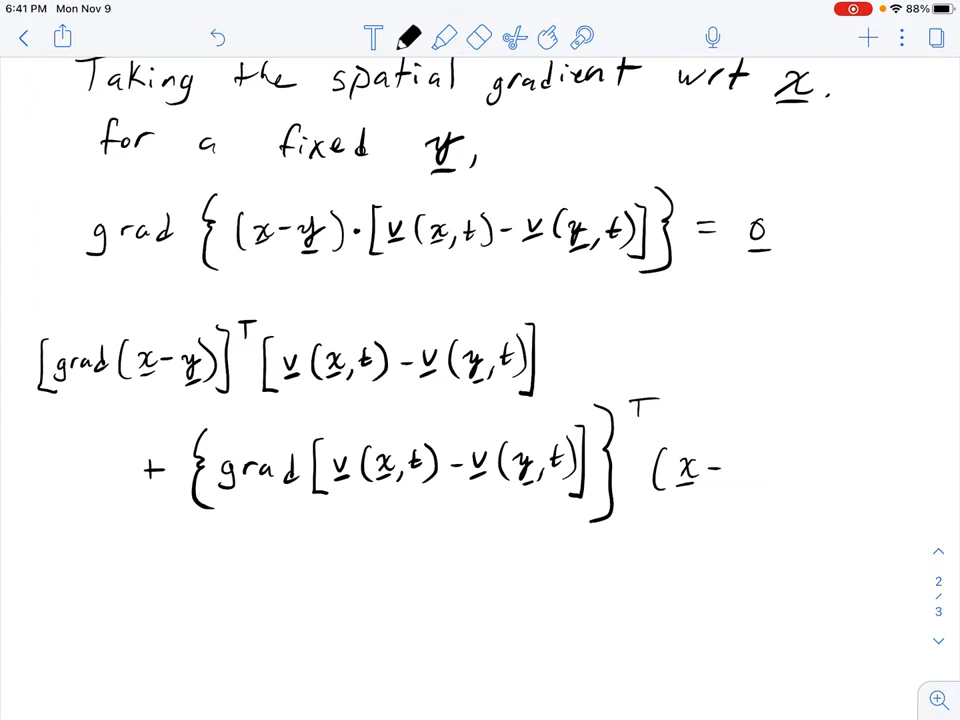 6:41 PM Mon Nov 9 88%
Taking the spatial gradient wrt x.
for a fixed y,
grad {(x-y)·[v(x,t)-v(y,t)]} = 0
[grad(x-y)]ᵀ[v(x,t)-v(y,t)]
+ {grad[v(x,t)-v(y,t)]}ᵀ (x-
2
/
3